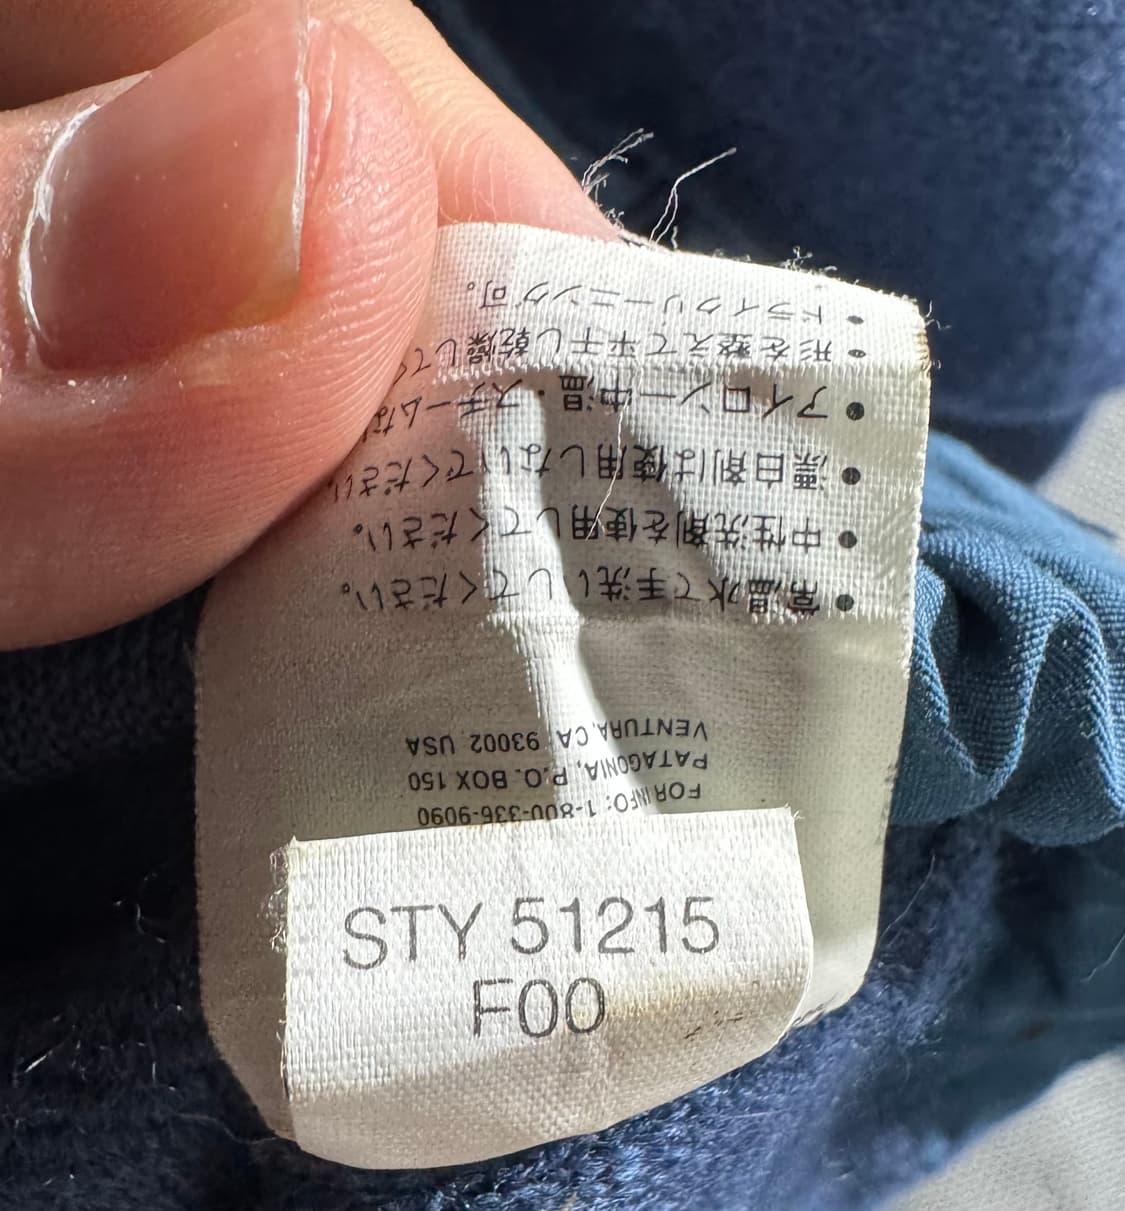 STY 51215
F00
FOR INFO: 1-800-336-9090
PATAGONIA, P.O. BOX 150
VENTURA, CA 93002 USA
● 常温水で手洗いしてください。
● 中性洗剤を使用してください。
● 漂白剤は使用しないでください
● アイロン一中温・スチームな
● 形を整えて平干し乾燥して
● ドライクリーニング可。